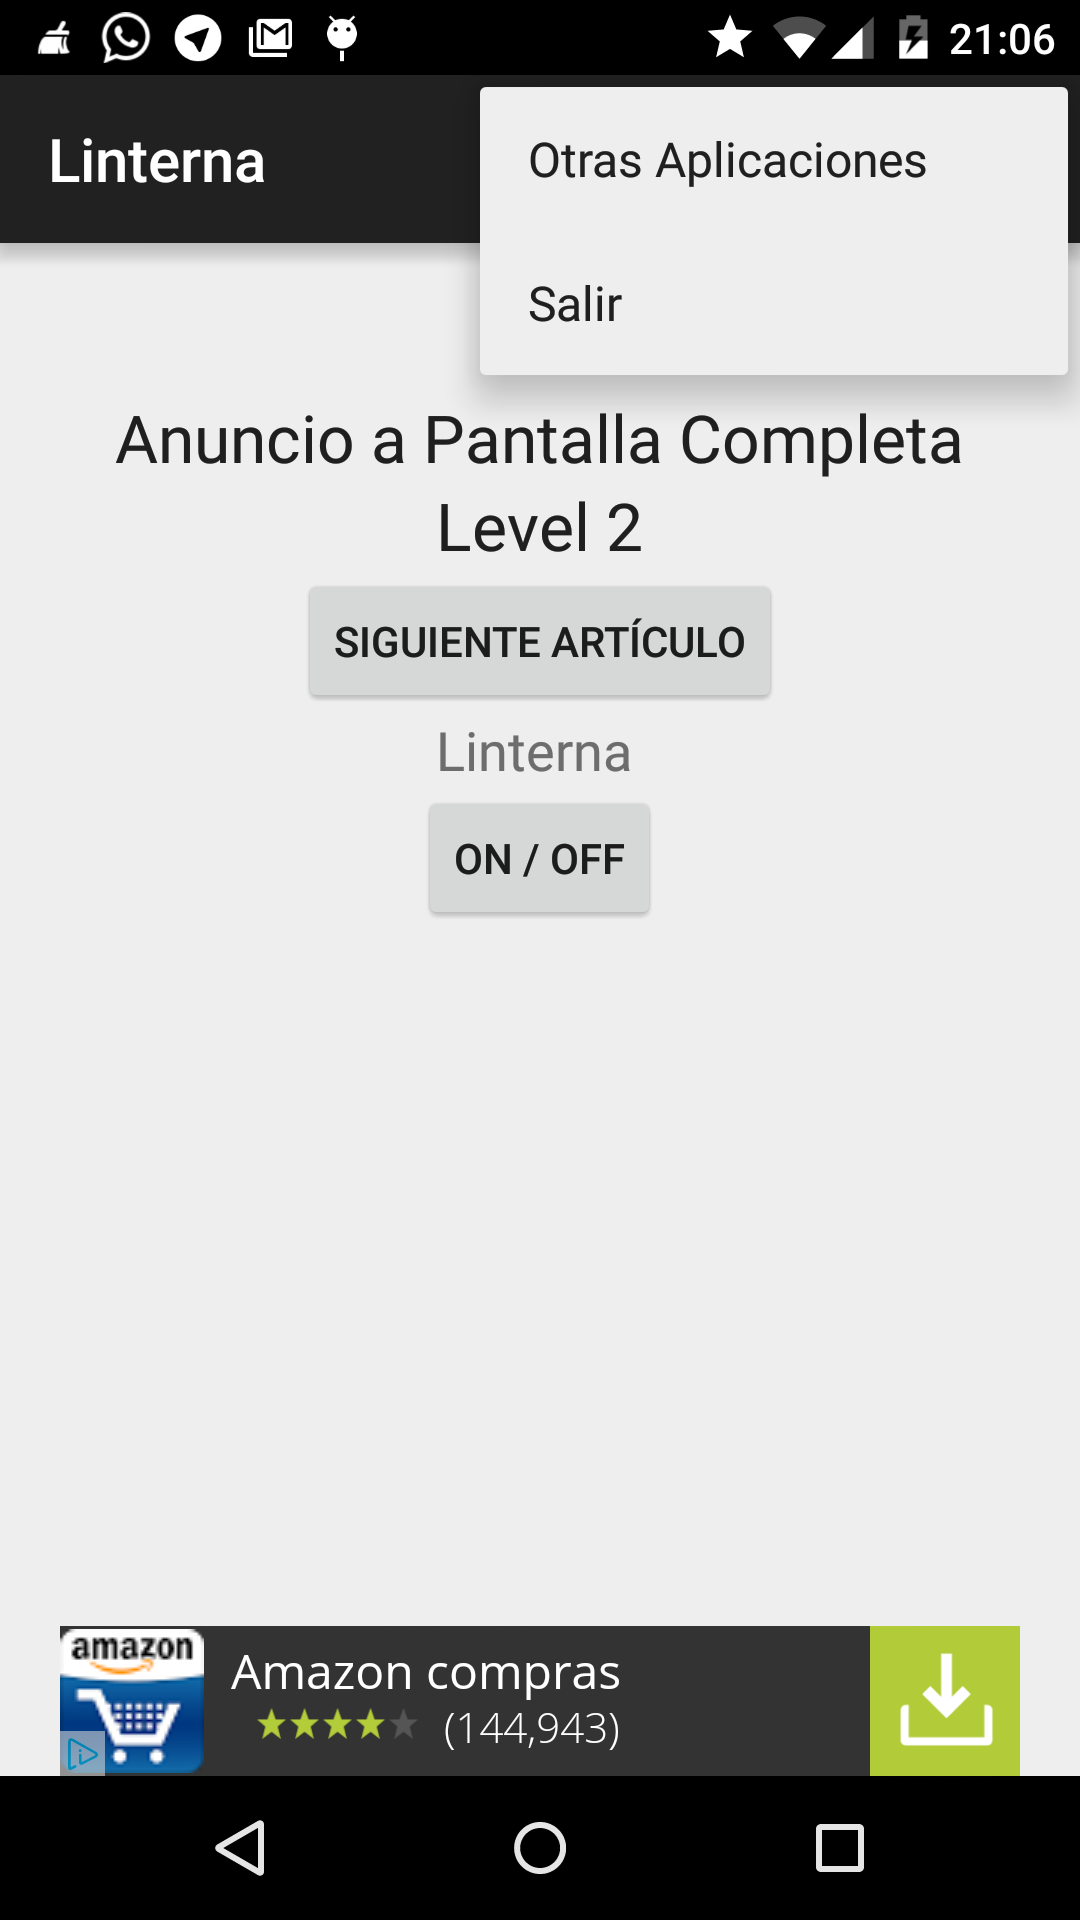 21:06
Linterna
Otras Aplicaciones
Salir
Anuncio a Pantalla Completa
Level 2
SIGUIENTE ARTÍCULO
Linterna
ON / OFF
amazon
Amazon compras
(144,943)